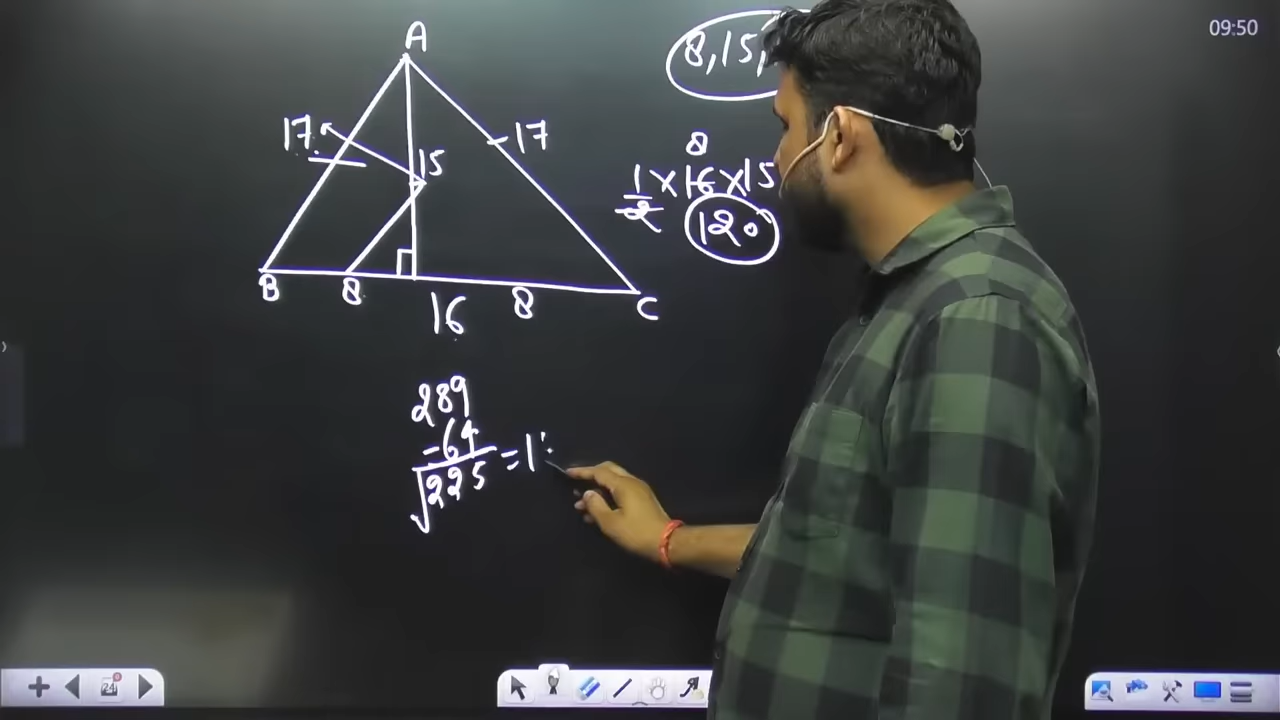 09:50
A
8,15,
17.
15
17
8
1/2 × 16 × 15
120
B
8
8
C
16
289
-64
√225 = 1
24